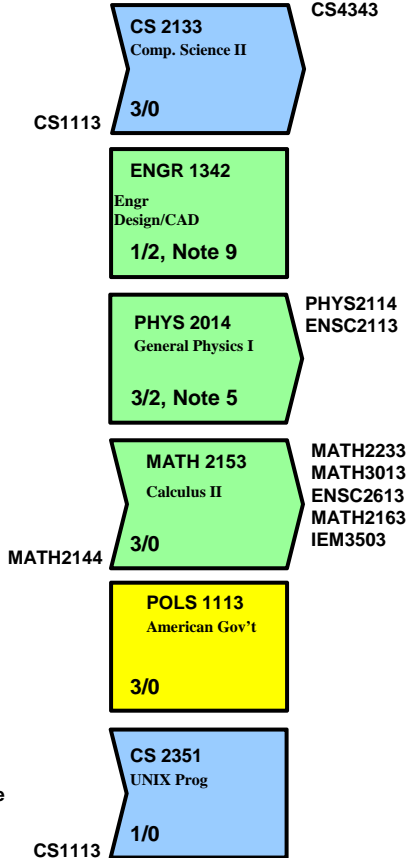 CS4343
CS 2133
Comp. Science II
3/0
CS1113
ENGR 1342
Engr
Design/CAD
1/2, Note 9
PHYS2114
ENSC2113
PHYS 2014
General Physics I
3/2, Note 5
MATH2233
MATH3013
ENSC2613
MATH2163
IEM3503
MATH 2153
Calculus II
3/0
MATH2144
POLS 1113
American Gov't
3/0
CS 2351
UNIX Prog
e
1/0
CS1113